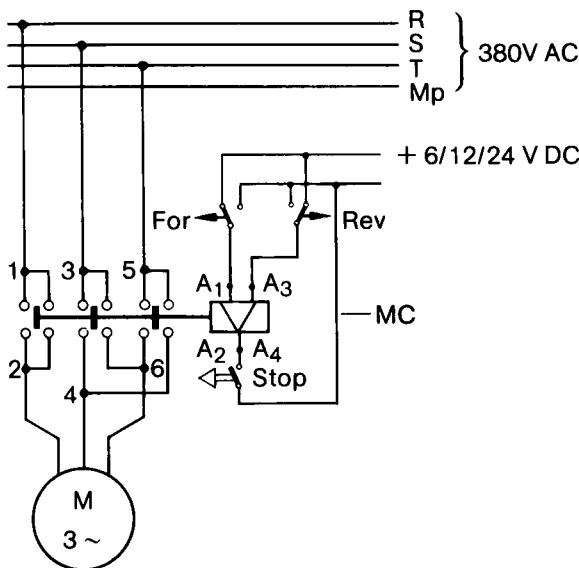 R
S
T
Mp
380V AC
+ 6/12/24 V DC
For
Rev
1
3
5
A1
A3
MC
2
4
6
A2
A4
Stop
M
3 ~